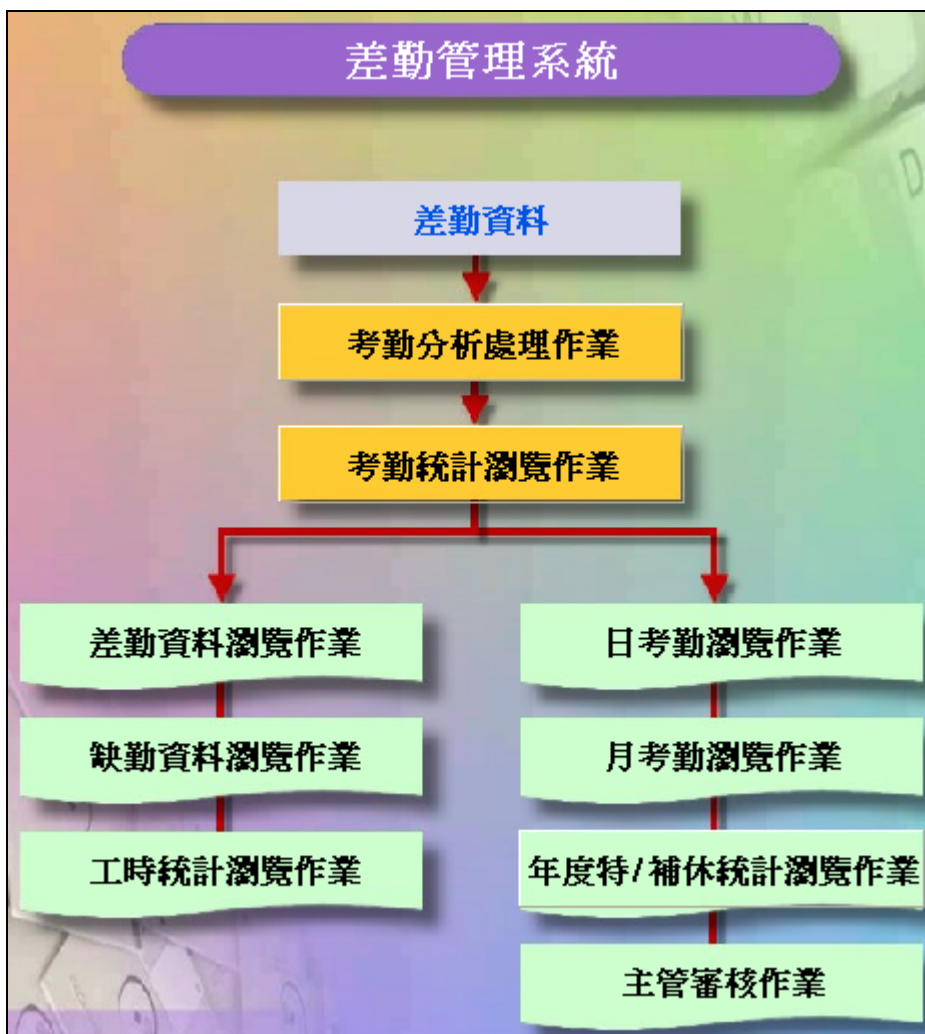 差勤管理系統
差勤資料
考勤分析處理作業
考勤統計瀏覽作業
差勤資料瀏覽作業
日考勤瀏覽作業
缺勤資料瀏覽作業
月考勤瀏覽作業
工時統計瀏覽作業
年度特/補休統計瀏覽作業
主管審核作業
D